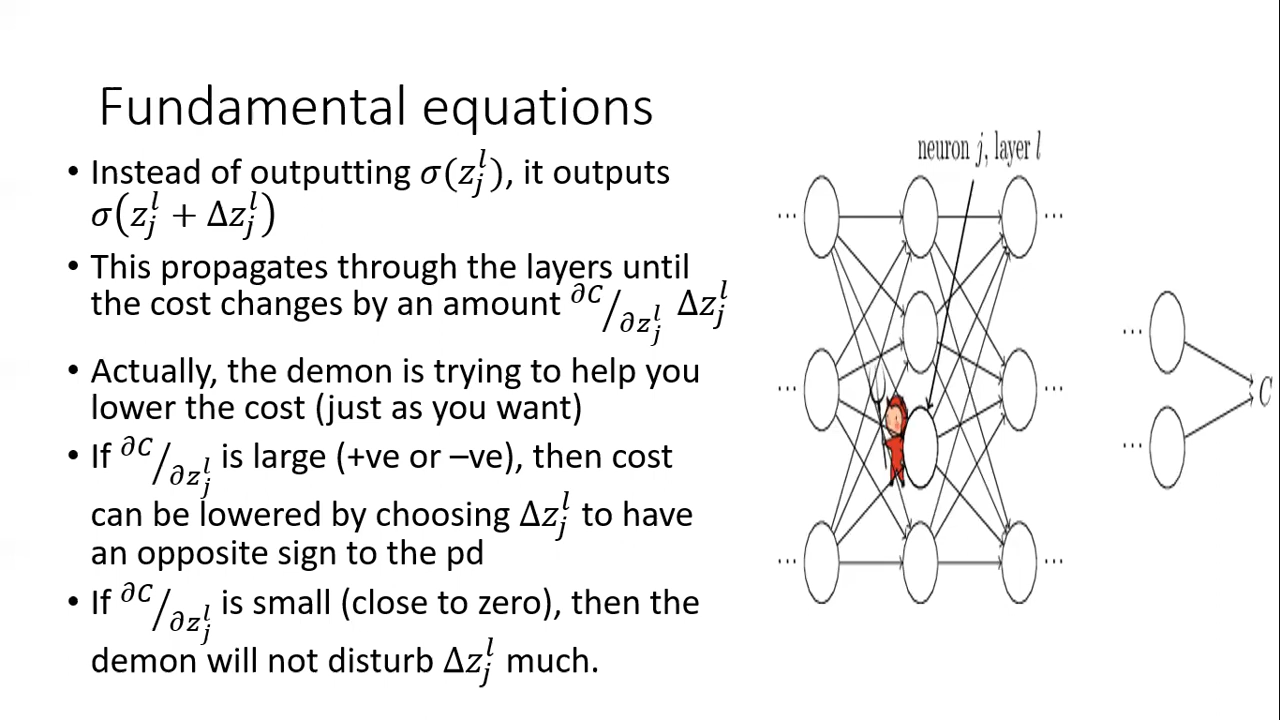 Fundamental equations
• Instead of outputting σ(z_j^l), it outputs
σ(z_j^l + Δz_j^l)
• This propagates through the layers until
the cost changes by an amount ∂C/∂z_j^l Δz_j^l
• Actually, the demon is trying to help you
lower the cost (just as you want)
• If ∂C/∂z_j^l is large (+ve or –ve), then cost
can be lowered by choosing Δz_j^l to have
an opposite sign to the pd
• If ∂C/∂z_j^l is small (close to zero), then the
demon will not disturb Δz_j^l much.
neuron j, layer l
... ...
...
... ... C
...
... ...